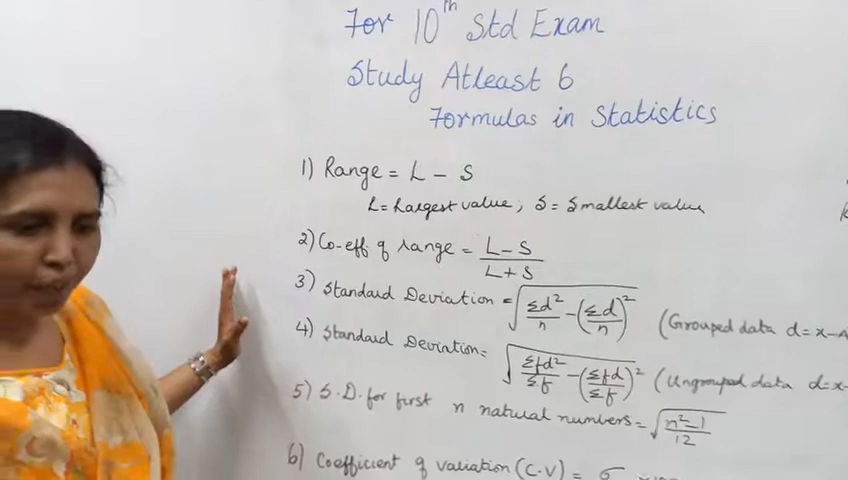 For 10th Std Exam
Study Atleast 6
Formulas in Statistics
1) Range = L - S
L = Largest value ; S = Smallest value
2) Co-eff of range = L - S / L + S
3) Standard Deviation = √(Σd²/n - (Σd/n)²) (Grouped data d = x - A
4) Standard Deviation = √(Σfd²/Σf - (Σfd/Σf)²) (Ungrouped data d = x -
5) S.D. for first n natural numbers = √(n² - 1 / 12)
6) Coefficient of variation (C.V) = σ